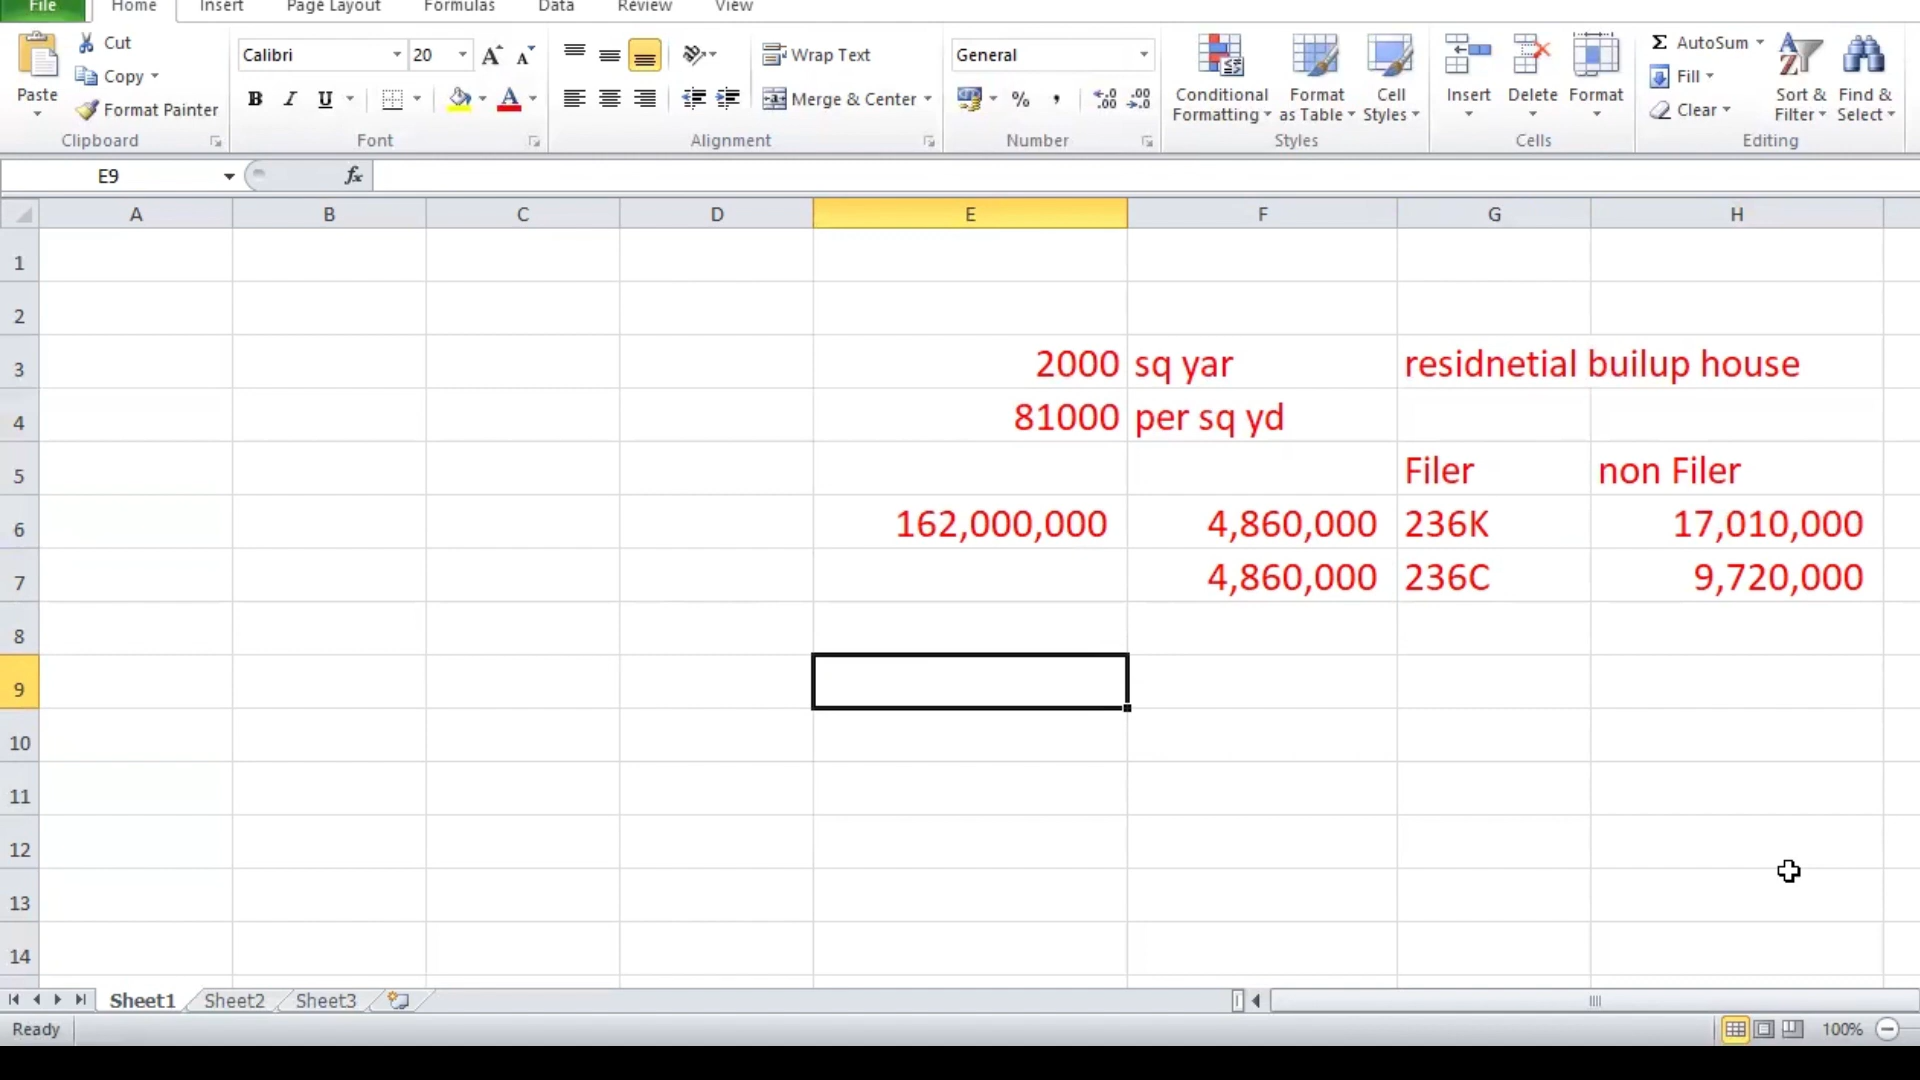 File Home Insert Page Layout Formulas Data Review View
Cut
Copy
Format Painter
Paste
Clipboard
Calibri 20
B I U
Font
Wrap Text
Merge & Center
Alignment
General
% ,
Number
Conditional Formatting
Format as Table
Cell Styles
Styles
Insert Delete Format
Cells
Σ AutoSum
Fill
Clear
Sort & Filter
Find & Select
Editing
E9 fx
A B C D E F G H
1
2
3 2000 sq yar residnetial builup house
4 81000 per sq yd
5 Filer non Filer
6 162,000,000 4,860,000 236K 17,010,000
7 4,860,000 236C 9,720,000
8
9
10
11
12
13
14
Sheet1 Sheet2 Sheet3
Ready 100%